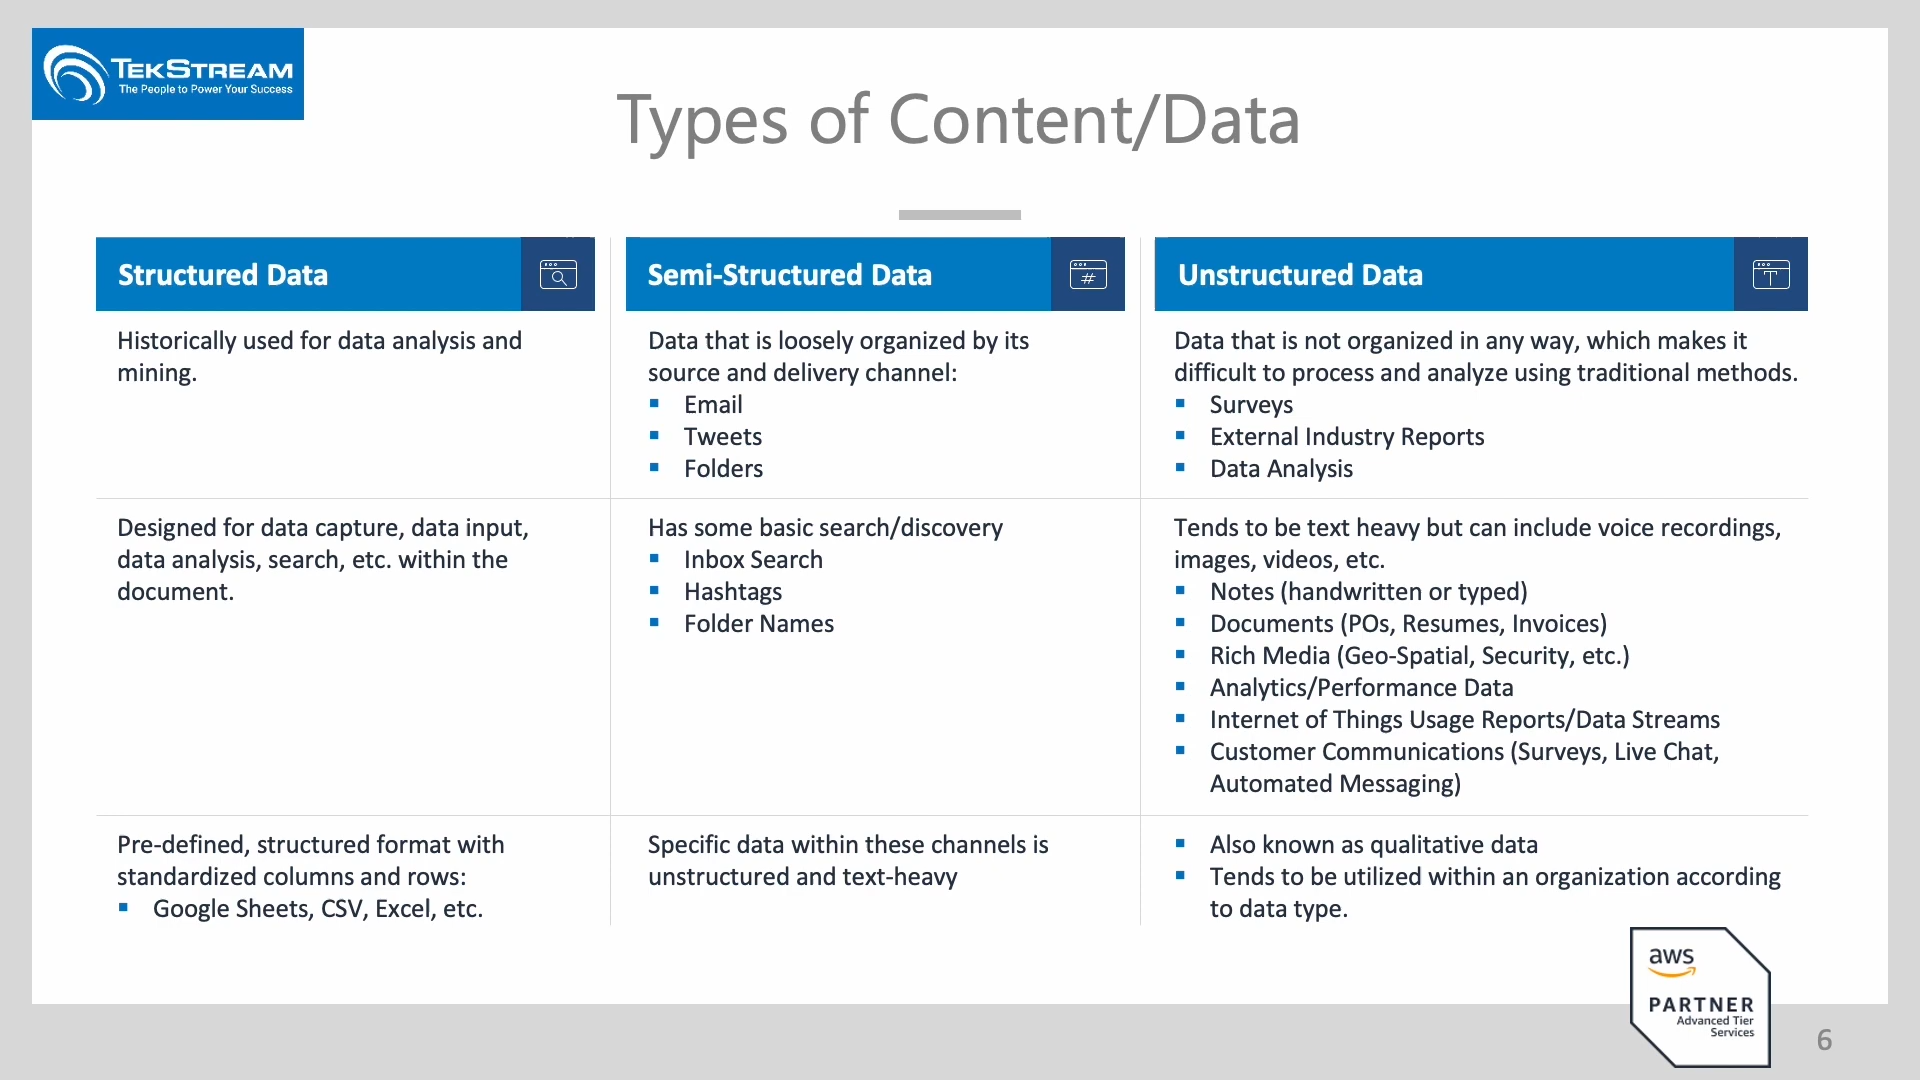 TEKSTREAM
The People to Power Your Success
Types of Content/Data
Structured Data
Historically used for data analysis and
mining.
Designed for data capture, data input,
data analysis, search, etc. within the
document.
Pre-defined, structured format with
standardized columns and rows:
▪ Google Sheets, CSV, Excel, etc.
Semi-Structured Data
#
Data that is loosely organized by its
source and delivery channel:
▪ Email
▪ Tweets
▪ Folders
Has some basic search/discovery
▪ Inbox Search
▪ Hashtags
▪ Folder Names
Specific data within these channels is
unstructured and text-heavy
Unstructured Data
T
Data that is not organized in any way, which makes it
difficult to process and analyze using traditional methods.
▪ Surveys
▪ External Industry Reports
▪ Data Analysis
Tends to be text heavy but can include voice recordings,
images, videos, etc.
▪ Notes (handwritten or typed)
▪ Documents (POs, Resumes, Invoices)
▪ Rich Media (Geo-Spatial, Security, etc.)
▪ Analytics/Performance Data
▪ Internet of Things Usage Reports/Data Streams
▪ Customer Communications (Surveys, Live Chat,
Automated Messaging)
▪ Also known as qualitative data
▪ Tends to be utilized within an organization according
to data type.
aws
PARTNER
Advanced Tier
Services
6